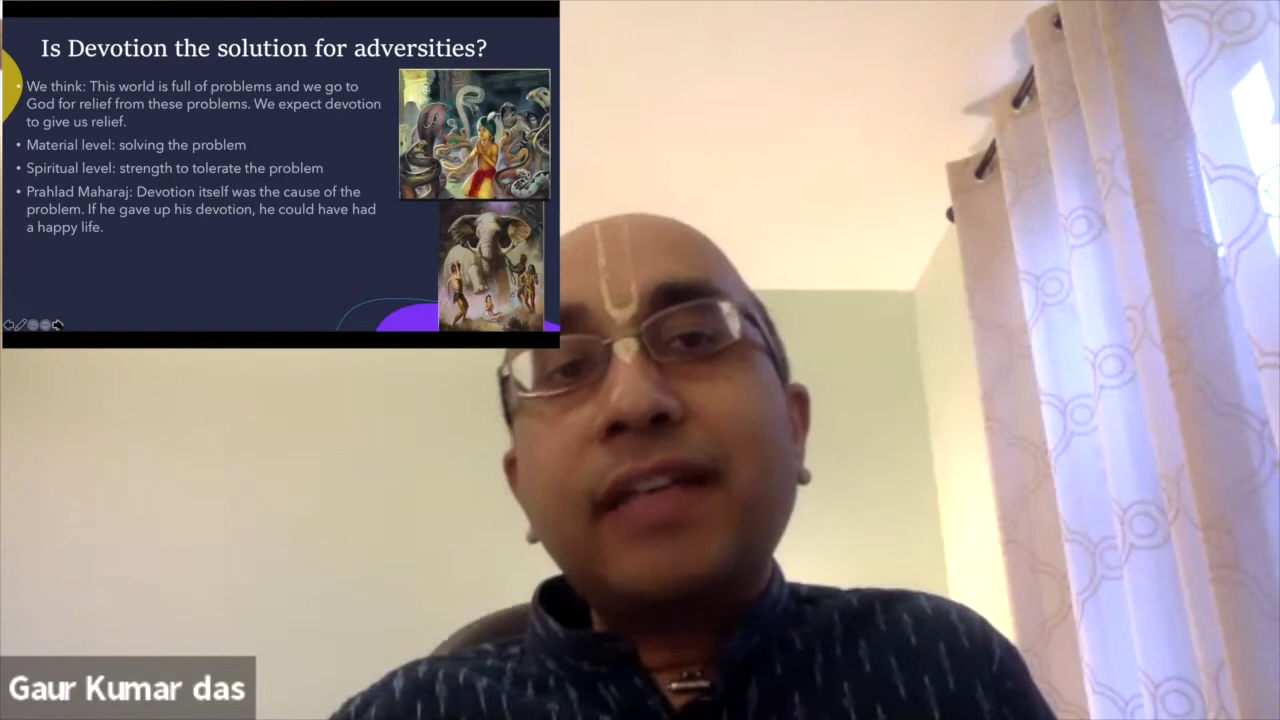 Is Devotion the solution for adversities?
• We think: This world is full of problems and we go to
God for relief from these problems. We expect devotion
to give us relief.
• Material level: solving the problem
• Spiritual level: strength to tolerate the problem
• Prahlad Maharaj: Devotion itself was the cause of the
problem. If he gave up his devotion, he could have had
a happy life.
Gaur Kumar das